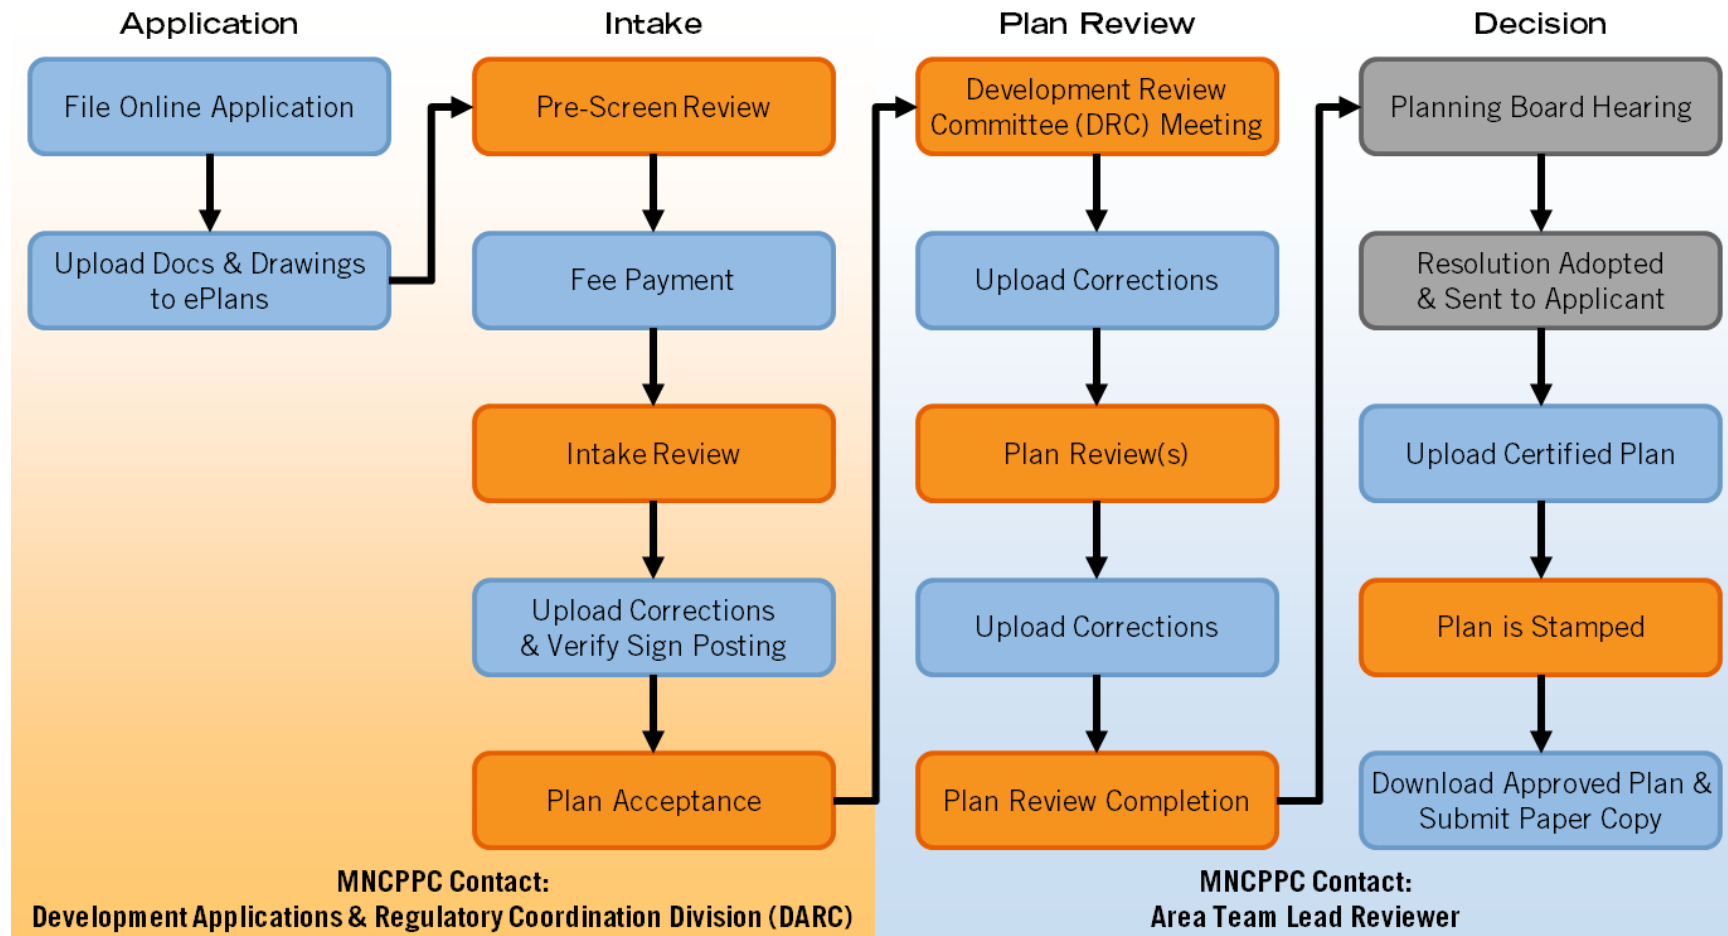 Application
File Online Application
Upload Docs & Drawings
to ePlans
Intake
Pre-Screen Review
Fee Payment
Intake Review
Upload Corrections
& Verify Sign Posting
Plan Acceptance
MNCPPC Contact:
Development Applications & Regulatory Coordination Division (DARC)
Plan Review
Development Review
Committee (DRC) Meeting
Upload Corrections
Plan Review(s)
Upload Corrections
Plan Review Completion
Decision
Planning Board Hearing
Resolution Adopted
& Sent to Applicant
Upload Certified Plan
Plan is Stamped
Download Approved Plan &
Submit Paper Copy
MNCPPC Contact:
Area Team Lead Reviewer